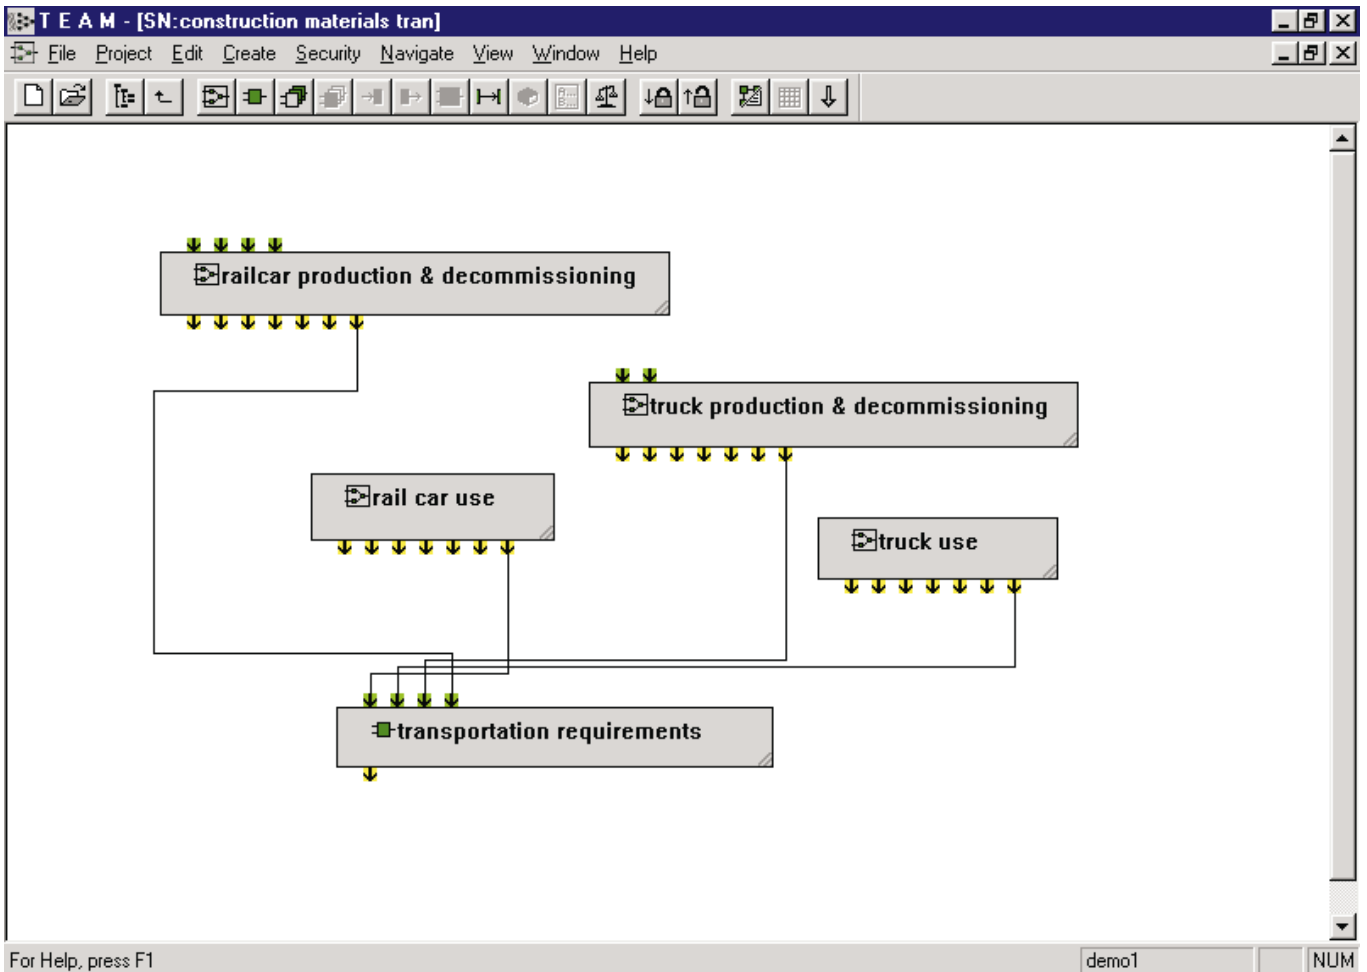 T E A M - [SN:construction materials tran]
File Project Edit Create Security Navigate View Window Help
railcar production & decommissioning
truck production & decommissioning
rail car use
truck use
transportation requirements
For Help, press F1 demo1 NUM